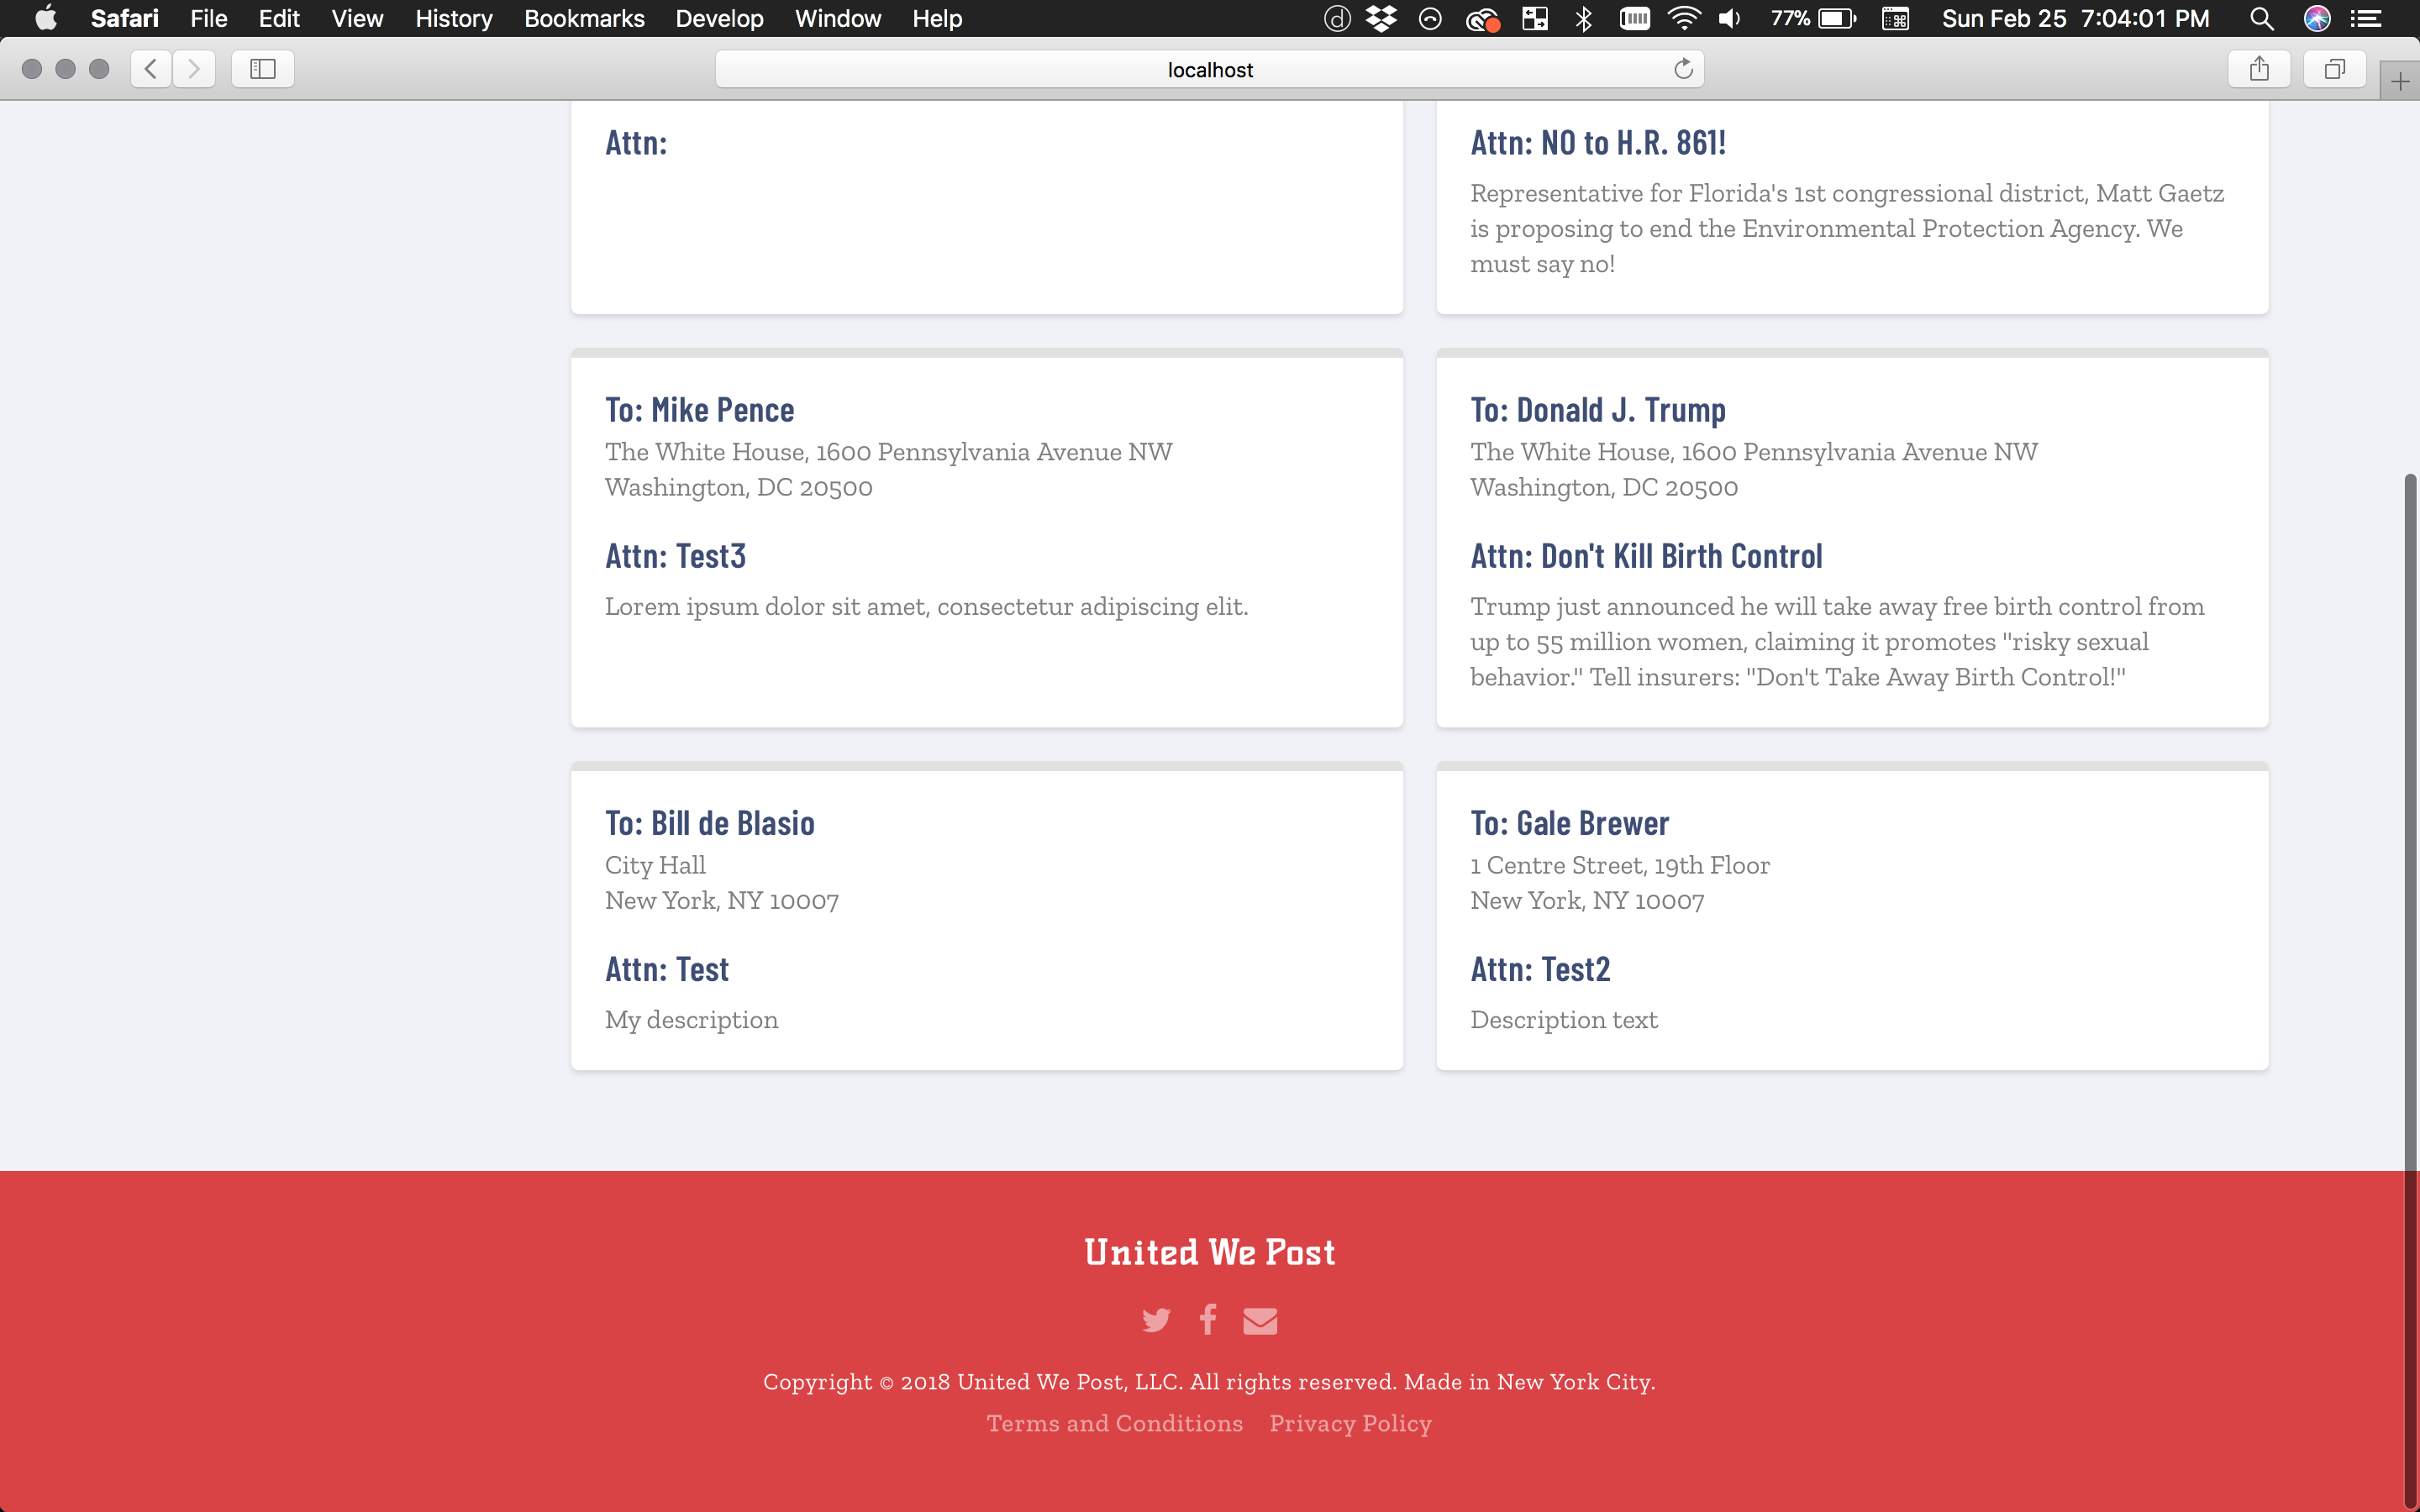 Safari File Edit View History Bookmarks Develop Window Help 77% Sun Feb 25 7:04:01 PM
localhost
Attn:
Attn: NO to H.R. 861!
Representative for Florida's 1st congressional district, Matt Gaetz
is proposing to end the Environmental Protection Agency. We
must say no!
To: Mike Pence
The White House, 1600 Pennsylvania Avenue NW
Washington, DC 20500
Attn: Test3
Lorem ipsum dolor sit amet, consectetur adipiscing elit.
To: Donald J. Trump
The White House, 1600 Pennsylvania Avenue NW
Washington, DC 20500
Attn: Don't Kill Birth Control
Trump just announced he will take away free birth control from
up to 55 million women, claiming it promotes "risky sexual
behavior." Tell insurers: "Don't Take Away Birth Control!"
To: Bill de Blasio
City Hall
New York, NY 10007
Attn: Test
My description
To: Gale Brewer
1 Centre Street, 19th Floor
New York, NY 10007
Attn: Test2
Description text
United We Post
Copyright © 2018 United We Post, LLC. All rights reserved. Made in New York City.
Terms and Conditions Privacy Policy